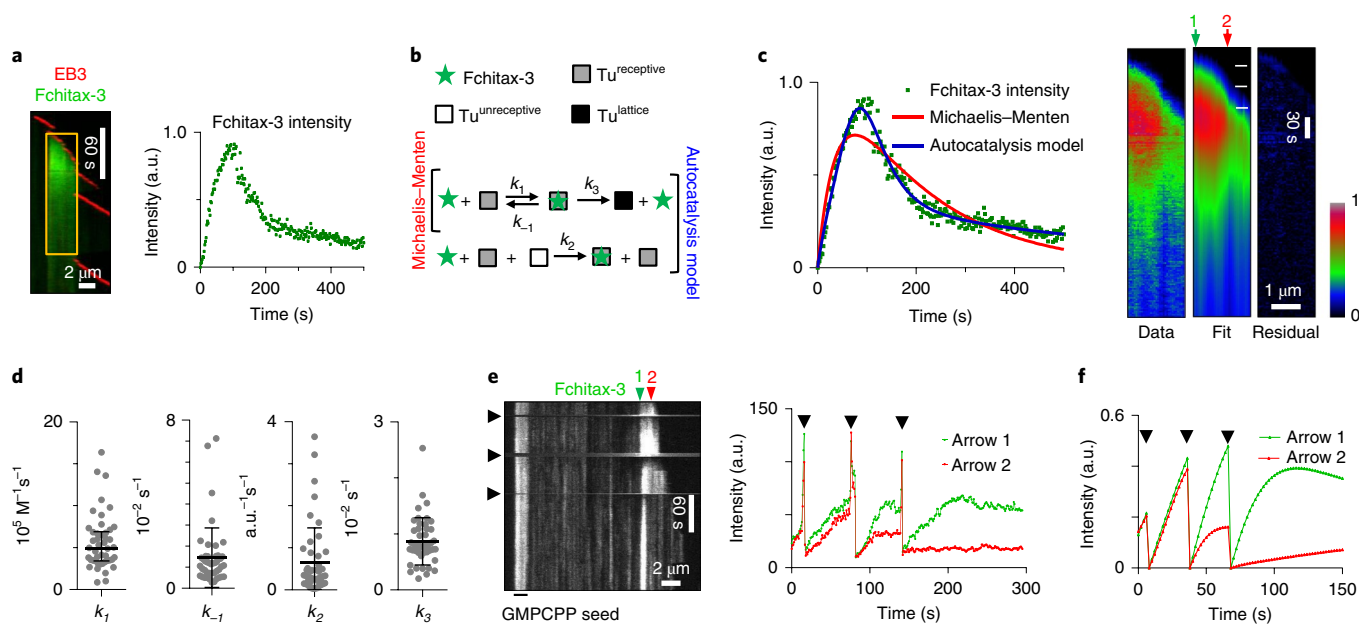 a
EB3
Fchitax-3
60 s
2 μm
Fchitax-3 intensity
1.0
0
Intensity (a.u.)
0 200 400
Time (s)
b
Fchitax-3
Tu^receptive
Tu^unreceptive
Tu^lattice
Michaelis–Menten
+
k1
k–1
k3
+
+
+
k2
+
Autocatalysis model
c
1.0
0
Intensity (a.u.)
Fchitax-3 intensity
Michaelis–Menten
Autocatalysis model
0 200 400
Time (s)
1 2
30 s
1 μm
Data Fit Residual
1
0
d
20
0
10^5 M^–1 s^–1
k1
8
0
10^–2 s^–1
k–1
4
0
a.u.^–1 s^–1
k2
2
0
10^–2 s^–1
k3
e
Fchitax-3
1 2
60 s
2 μm
GMPCPP seed
150
0
Intensity (a.u.)
Arrow 1
Arrow 2
0 100 200 300
Time (s)
f
0.6
0
Intensity (a.u.)
Arrow 1
Arrow 2
0 50 100 150
Time (s)